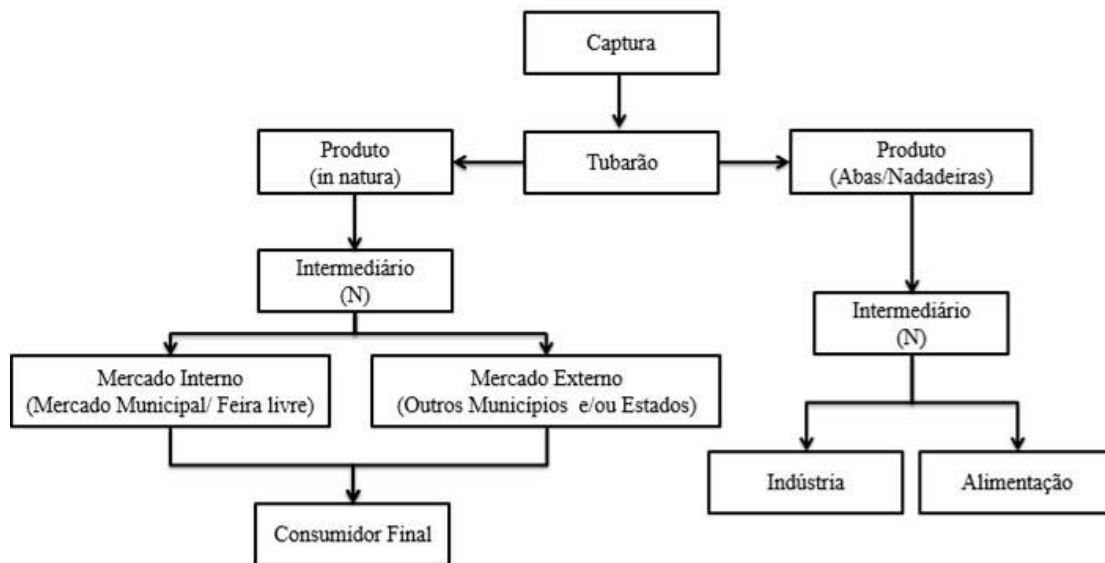 Captura
Produto
(in natura)
Tubarão
Produto
(Abas/Nadadeiras)
Intermediário
(N)
Intermediário
(N)
Mercado Interno
(Mercado Municipal/ Feira livre)
Mercado Externo
(Outros Municípios e/ou Estados)
Indústria
Alimentação
Consumidor Final